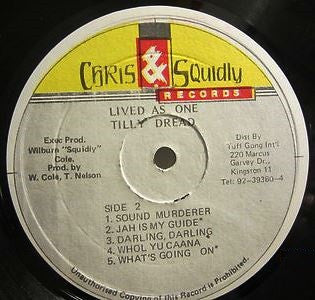 CHRIS & Squidly
RECORDS
LIVED AS ONE
TILLY DREAD
Exec Prod.
Wilburn "Squidly"
Cole.
Prod. by
W. Cole, T. Nelson
Dist By
Tuff Gong Int'l
220 Marcus
Garvey Dr.,
Kingston 11
Tel: 92-39380-4
SIDE 2
1. SOUND MURDERER
2. JAH IS MY GUIDE*
3. DARLING, DARLING
4. WHOL YU CAANA
5. WHAT'S GOING ON*
Unauthorised Copying of this Record is Prohibited.